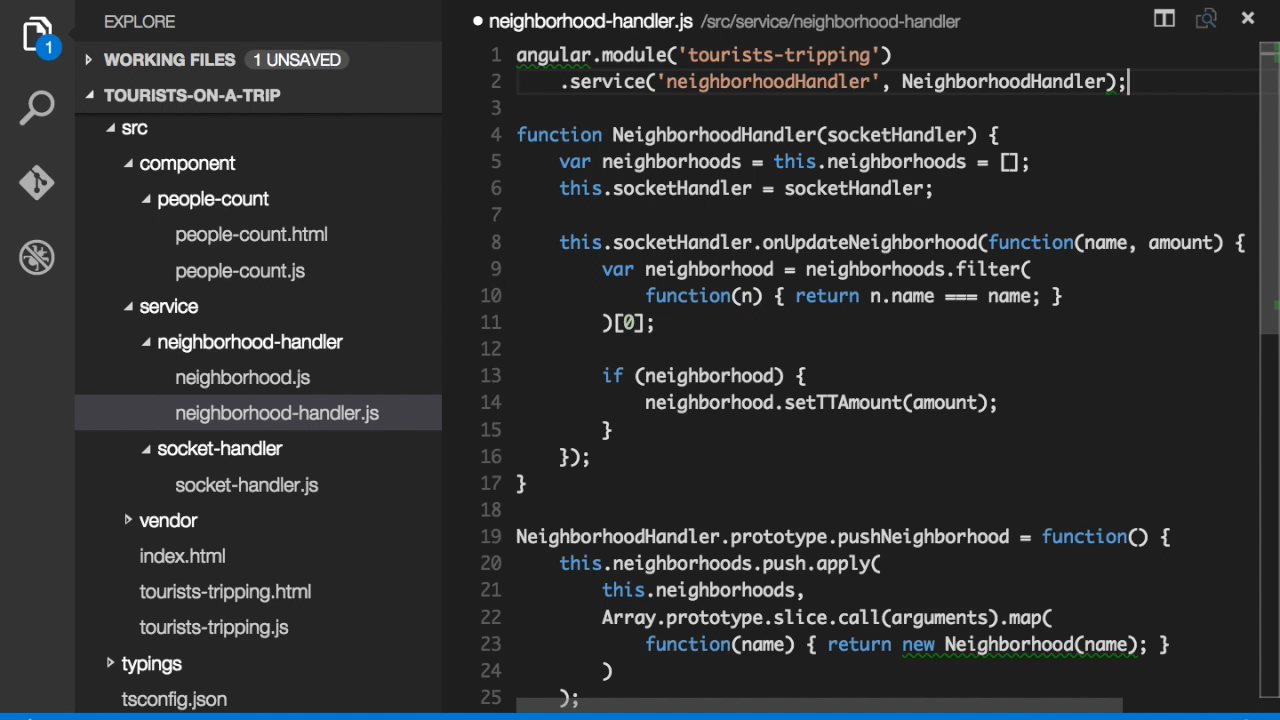 EXPLORE
WORKING FILES 1 UNSAVED
TOURISTS-ON-A-TRIP
src
component
people-count
people-count.html
people-count.js
service
neighborhood-handler
neighborhood.js
neighborhood-handler.js
socket-handler
socket-handler.js
vendor
index.html
tourists-tripping.html
tourists-tripping.js
typings
tsconfig.json
1
neighborhood-handler.js /src/service/neighborhood-handler
1 angular.module('tourists-tripping')
2     .service('neighborhoodHandler', NeighborhoodHandler);
3
4 function NeighborhoodHandler(socketHandler) {
5     var neighborhoods = this.neighborhoods = [];
6     this.socketHandler = socketHandler;
7
8     this.socketHandler.onUpdateNeighborhood(function(name, amount) {
9         var neighborhood = neighborhoods.filter(
10             function(n) { return n.name === name; }
11         )[0];
12
13         if (neighborhood) {
14             neighborhood.setTTAmount(amount);
15         }
16     });
17 }
18
19 NeighborhoodHandler.prototype.pushNeighborhood = function() {
20     this.neighborhoods.push.apply(
21         this.neighborhoods,
22         Array.prototype.slice.call(arguments).map(
23             function(name) { return new Neighborhood(name); }
24         )
25     );